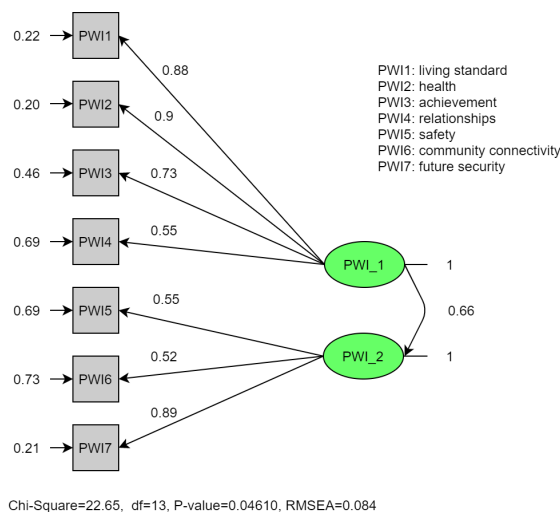 0.22 PWI1
0.88
PWI1: living standard
PWI2: health
PWI3: achievement
PWI4: relationships
PWI5: safety
PWI6: community connectivity
PWI7: future security
0.20 PWI2
0.9
0.46 PWI3 0.73
0.69 PWI4 0.55
PWI_1 1
0.69 PWI5 0.55
0.66
PWI_2 1
0.73 PWI6 0.52
0.89
0.21 PWI7
Chi-Square=22.65, df=13, P-value=0.04610, RMSEA=0.084